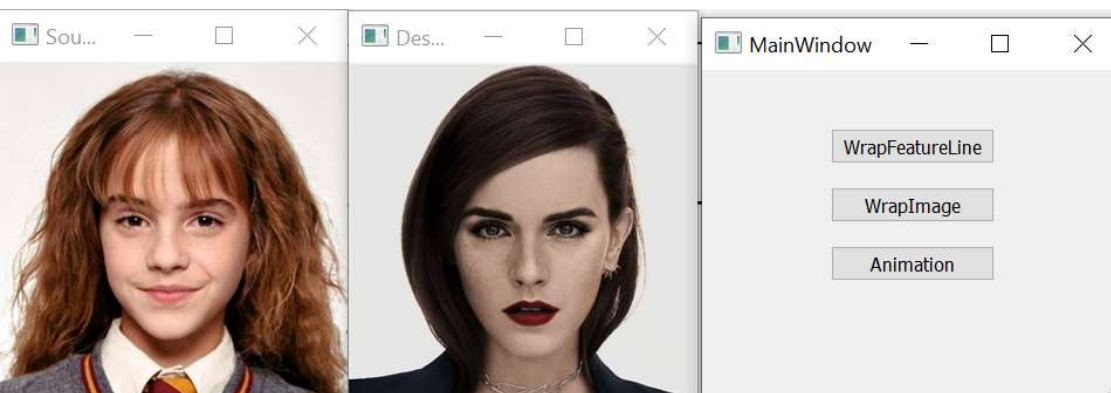 Sou...
Des...
MainWindow
WrapFeatureLine
WrapImage
Animation